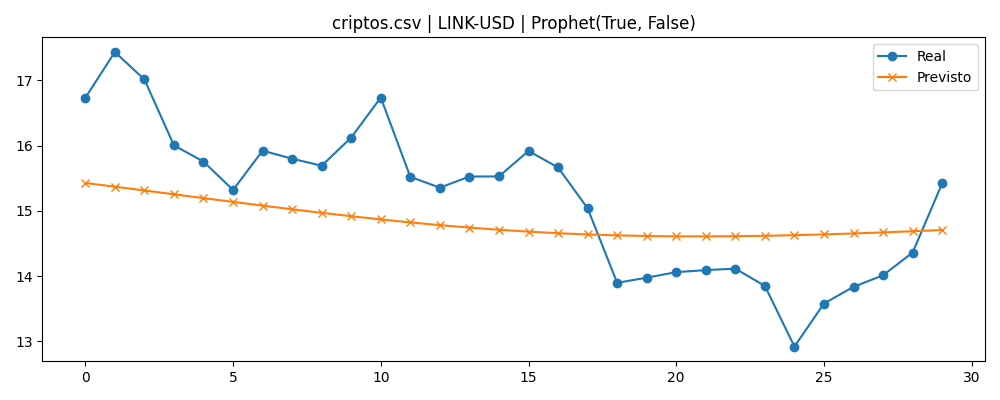 criptos.csv | LINK-USD | Prophet(True, False)
Real
Previsto
17
16
15
14
13
0 5 10 15 20 25 30